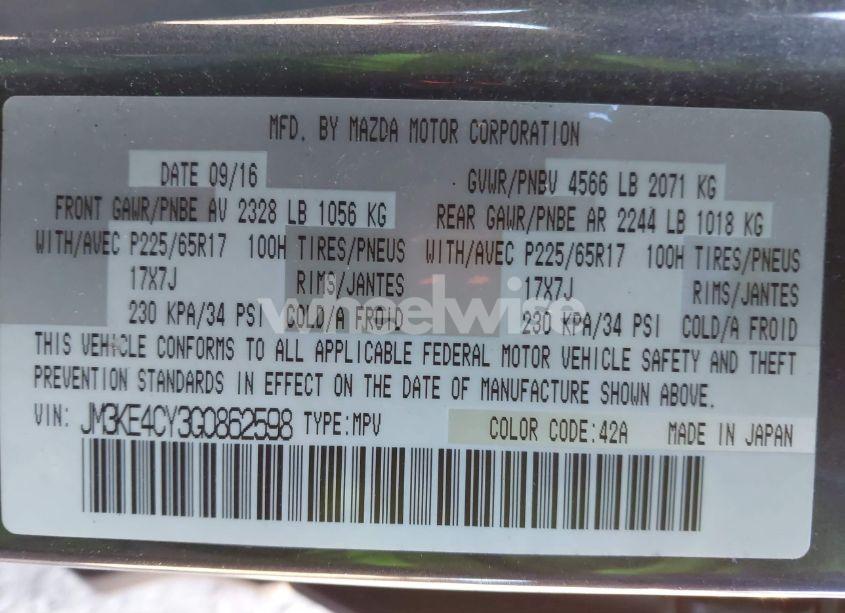 MFD. BY MAZDA MOTOR CORPORATION
DATE 09/16 GVWR/PNBV 4566 LB 2071 KG
FRONT GAWR/PNBE AV 2328 LB 1056 KG REAR GAWR/PNBE AR 2244 LB 1018 KG
WITH/AVEC P225/65R17 100H TIRES/PNEUS WITH/AVEC P225/65R17 100H TIRES/PNEUS
17X7J RIMS/JANTES 17X7J RIMS/JANTES
wheelwise
230 KPA/34 PSI COLD/A FROID 230 KPA/34 PSI COLD/A FROID
THIS VEHICLE CONFORMS TO ALL APPLICABLE FEDERAL MOTOR VEHICLE SAFETY AND THEFT
PREVENTION STANDARDS IN EFFECT ON THE DATE OF MANUFACTURE SHOWN ABOVE.
VIN: JM3KE4CY3G0862598 TYPE:MPV COLOR CODE:42A MADE IN JAPAN